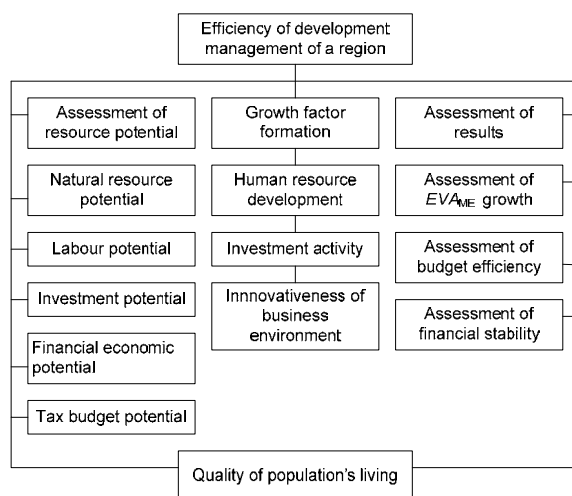 Efficiency of development
management of a region
Assessment of
resource potential
Natural resource
potential
Labour potential
Investment potential
Financial economic
potential
Tax budget potential
Growth factor
formation
Human resource
development
Investment activity
Innnovativeness of
business
environment
Assessment of
results
Assessment of
EVAME growth
Assessment of
budget efficiency
Assessment of
financial stability
Quality of population's living